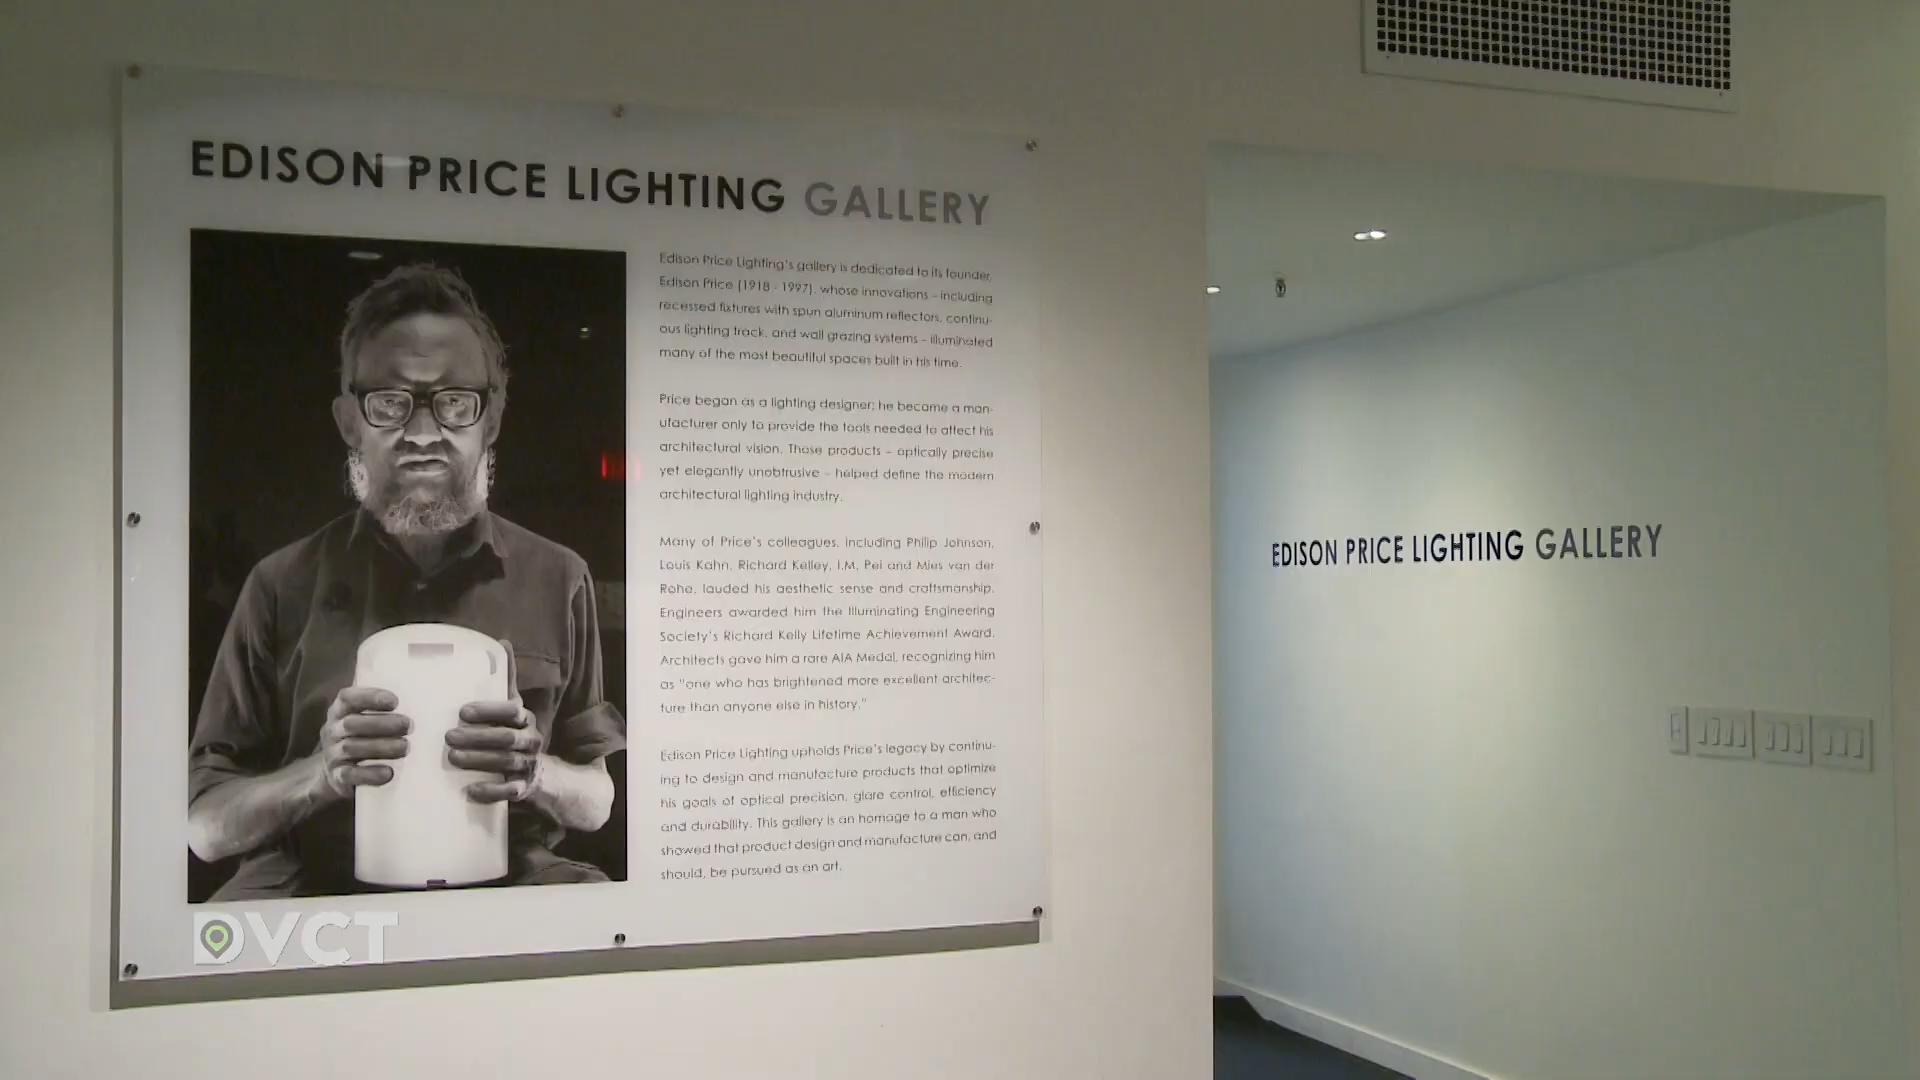 EDISON PRICE LIGHTING GALLERY
Edison Price Lighting's gallery is dedicated to its founder,
Edison Price (1918 - 1997), whose innovations - including
recessed fixtures with spun aluminum reflectors, continu-
ous lighting track, and wall grazing systems - illuminated
many of the most beautiful spaces built in his time.
Price began as a lighting designer; he became a man-
ufacturer only to provide the tools needed to affect his
architectural vision. Those products - optically precise
yet elegantly unobtrusive - helped define the modern
architectural lighting industry.
Many of Price's colleagues, including Philip Johnson,
Louis Kahn, Richard Kelley, I.M. Pei and Mies van der
Rohe, lauded his aesthetic sense and craftsmanship.
Engineers awarded him the Illuminating Engineering
Society's Richard Kelly Lifetime Achievement Award.
Architects gave him a rare AIA Medal, recognizing him
as "one who has brightened more excellent architec-
ture than anyone else in history."
Edison Price Lighting upholds Price's legacy by continu-
ing to design and manufacture products that optimize
his goals of optical precision, glare control, efficiency
and durability. This gallery is an homage to a man who
showed that product design and manufacture can, and
should, be pursued as an art.
EDISON PRICE LIGHTING GALLERY
DVCT